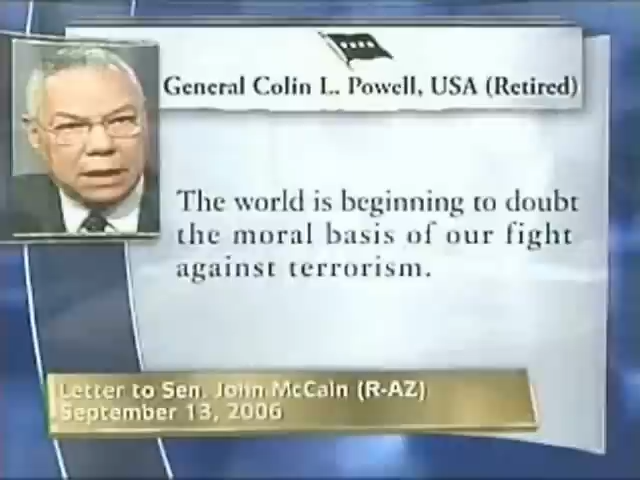 General Colin L. Powell, USA (Retired)
The world is beginning to doubt
the moral basis of our fight
against terrorism.
Letter to Sen. John McCain (R-AZ)
September 13, 2006